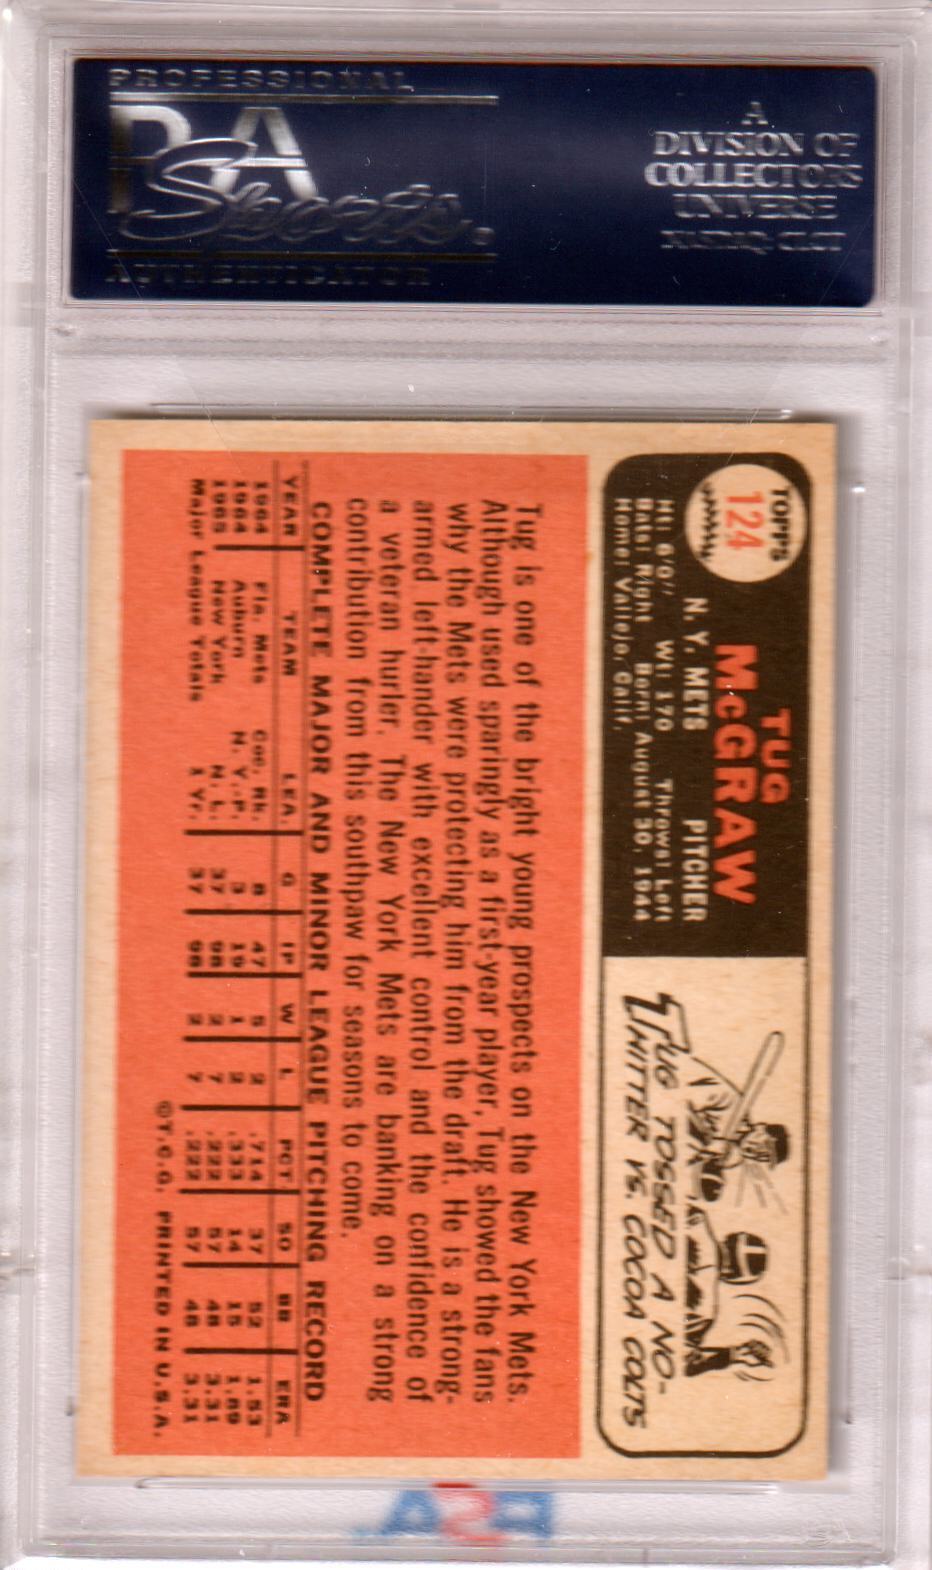 PROFESSIONAL
PSA
Sports
AUTHENTICATOR
A
DIVISION OF
COLLECTORS
UNIVERSE
NASDAQ: CLCT
TOPPS
124
TUG
McGRAW
N. Y. METS PITCHER
Ht: 6'0" Wt: 170 Throws: Left
Bats: Right Born: August 30, 1944
Home: Vallejo, Calif.
TUG TOSSED A NO-
HITTER VS. COCOA COLTS
Tug is one of the bright young prospects on the New York Mets.
Although used sparingly as a first-year player, Tug showed the fans
why the Mets were protecting him from the draft. He is a strong-
armed left-hander with excellent control and the confidence of
a veteran hurler. The New York Mets are banking on a strong
contribution from this southpaw for seasons to come.
COMPLETE MAJOR AND MINOR LEAGUE PITCHING RECORD
YEAR TEAM LEA. G IP W L PCT SO BB ERA
1964 Fla. Mets Coc. Rk. 8 47 5 2 .714 37 52 1.53
1964 Auburn N. Y.-P. 3 19 1 2 .333 14 15 1.89
1965 New York N. L. 37 98 2 7 .222 57 48 3.31
Major League Totals 1 Yr. 37 98 2 7 .222 57 48 3.31
©T.C.G. PRINTED IN U.S.A.
PSA